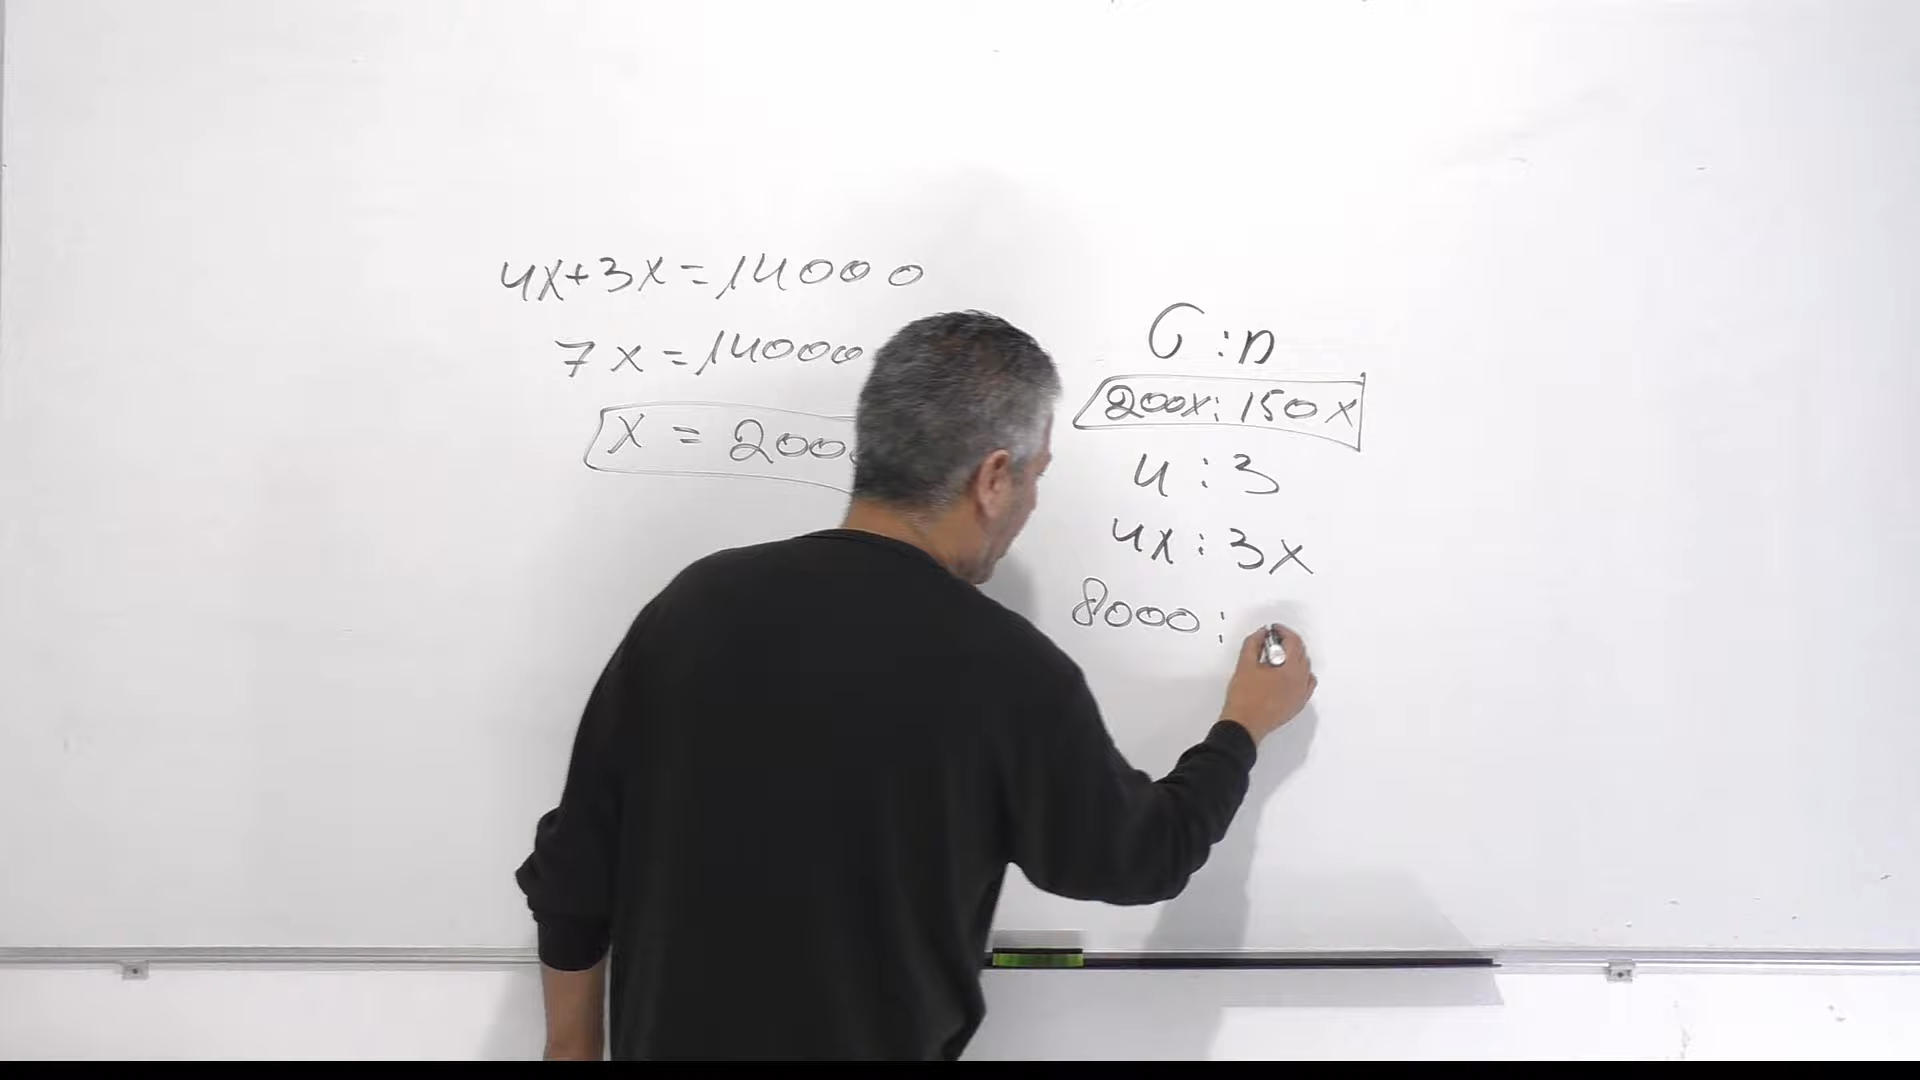 4x+3x=14000
7x=14000
x = 200
C:n
200x:150x
4:3
4x:3x
8000: